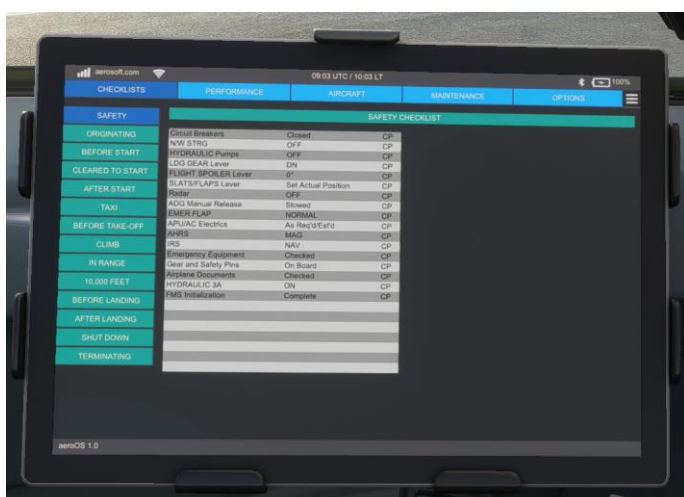 aerosoft.com 09:03 UTC / 10:03 LT 100%
CHECKLISTS PERFORMANCE AIRCRAFT MAINTENANCE OPTIONS
SAFETY
ORIGINATING
BEFORE START
CLEARED TO START
AFTER START
TAXI
BEFORE TAKE-OFF
CLIMB
IN RANGE
10,000 FEET
BEFORE LANDING
AFTER LANDING
SHUT DOWN
TERMINATING
SAFETY CHECKLIST
Circuit Breakers Closed CP
N/W STRG OFF CP
HYDRAULIC Pumps OFF CP
LDG GEAR Lever DN CP
FLIGHT SPOILER Lever 0° CP
SLATS/FLAPS Lever Set Actual Position CP
Radar OFF CP
ADG Manual Release Stowed CP
EMER FLAP NORMAL CP
APU/AC Electrics As Req'd/Est'd CP
AHRS MAG CP
IRS NAV CP
Emergency Equipment Checked CP
Gear and Safety Pins On Board CP
Airplane Documents Checked CP
HYDRAULIC 3A ON CP
FMS Initialization Complete CP
aeroOS 1.0